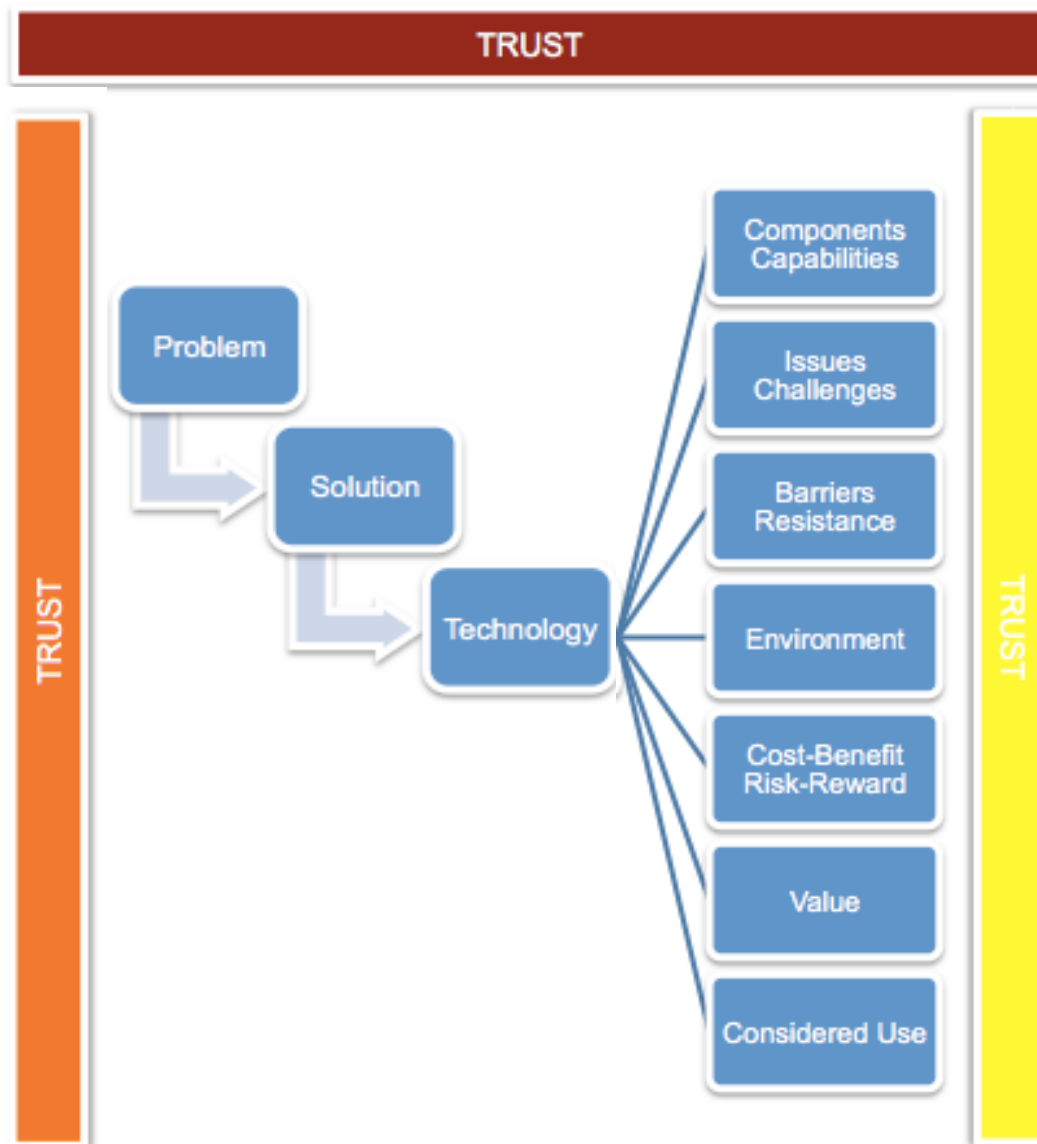 TRUST
TRUST
Problem
Solution
Technology
Components
Capabilities
Issues
Challenges
Barriers
Resistance
Environment
Cost-Benefit
Risk-Reward
Value
Considered Use
TRUST